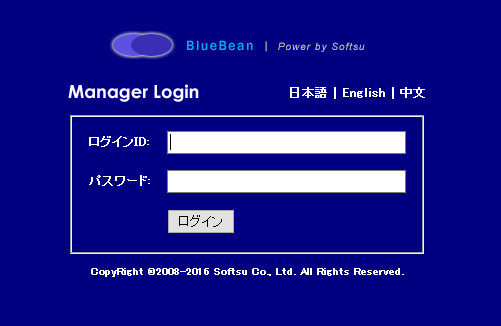 BlueBean | Power by Softsu
Manager Login 日本語 | English | 中文
ログインID:
パスワード:
ログイン
CopyRight ©2008-2016 Softsu Co., Ltd. All Rights Reserved.